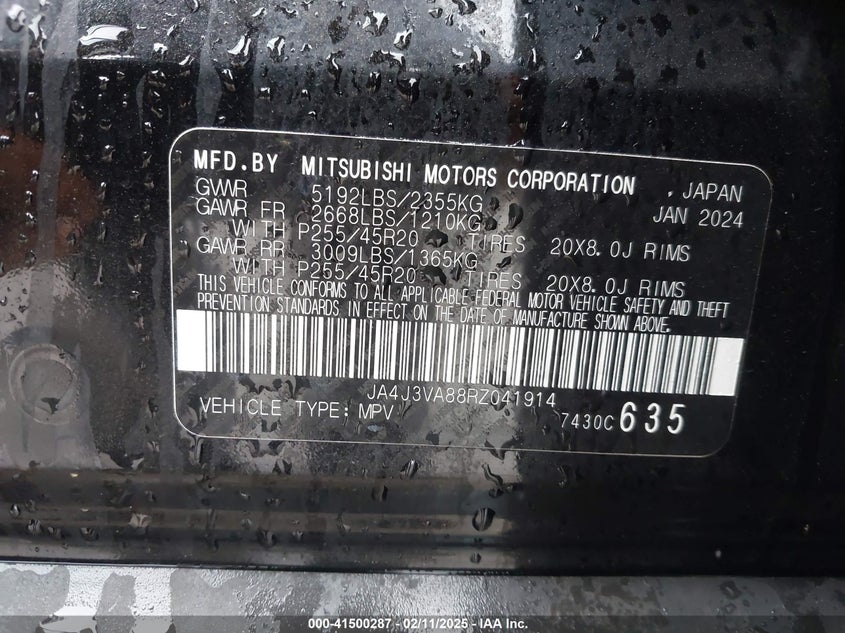 MFD.BY MITSUBISHI MOTORS CORPORATION , JAPAN
GVWR 5192LBS/2355KG JAN 2024
GAWR FR 2668LBS/1210KG
WITH P255/45R20 TIRES 20X8.0J RIMS
GAWR RR 3009LBS/1365KG
WITH P255/45R20 TIRES 20X8.0J RIMS
THIS VEHICLE CONFORMS TO ALL APPLICABLE FEDERAL MOTOR VEHICLE SAFETY AND THEFT
PREVENTION STANDARDS IN EFFECT ON THE DATE OF MANUFACTURE SHOWN ABOVE.
JA4J3VA88RZ041914
VEHICLE TYPE: MPV 7430C 635
000-41500287 - 02/11/2025 - IAA Inc.